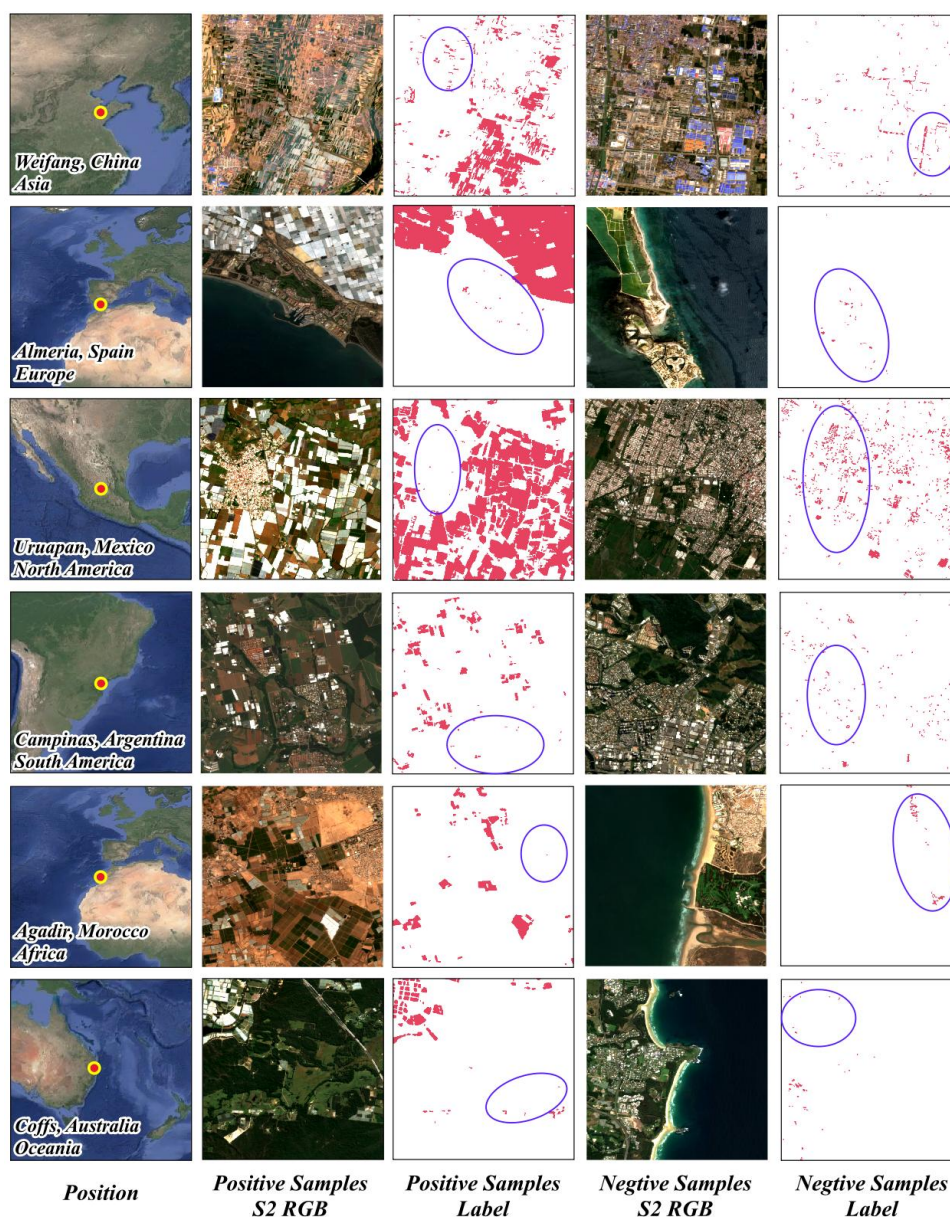 Weifang, China
Asia
Almeria, Spain
Europe
Uruapan, Mexico
North America
Campinas, Argentina
South America
Agadir, Morocco
Africa
Coffs, Australia
Oceania
Position
Positive Samples
S2 RGB
Positive Samples
Label
Negtive Samples
S2 RGB
Negtive Samples
Label